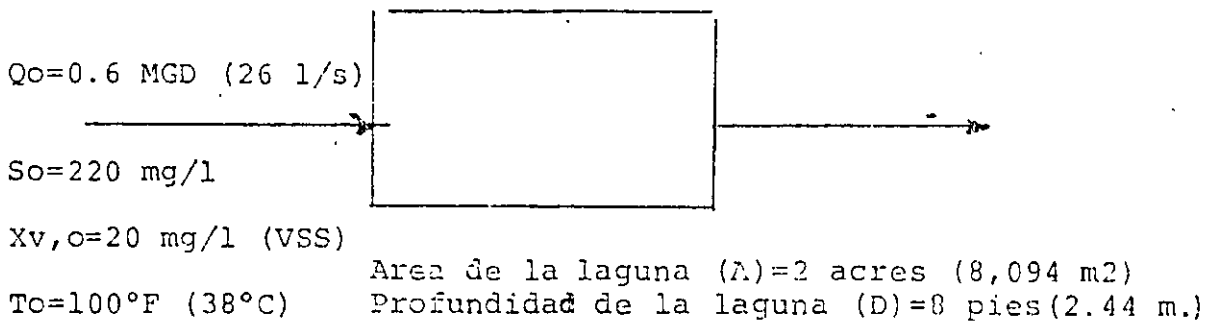 Qo=0.6 MGD (26 l/s)
So=220 mg/l
Xv,o=20 mg/l (VSS)
Area de la laguna (A)=2 acres (8,094 m2)
To=100°F (38°C) Profundidad de la laguna (D)=8 pies(2.44 m.)